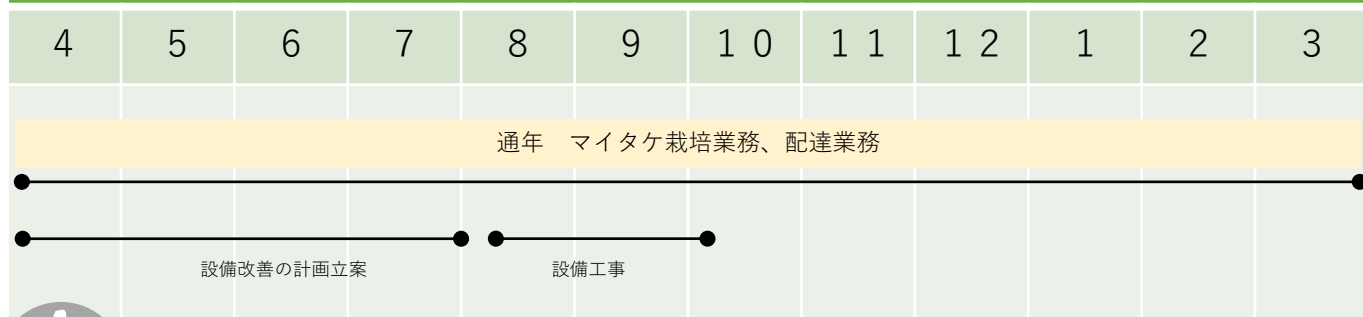 4 5 6 7 8 9 １０ １１ １２ 1 2 3
通年　マイタケ栽培業務、配達業務
設備改善の計画立案 設備工事